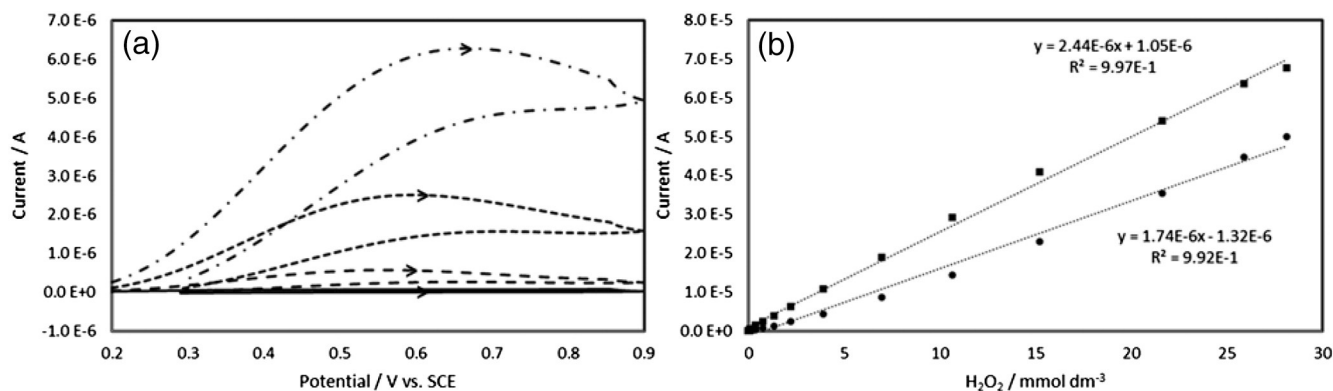 (a)
7.0 E-6
6.0 E-6
5.0 E-6
4.0 E-6
3.0 E-6
2.0 E-6
1.0 E-6
0.0 E+0
-1.0 E-6
Current / A
0.2 0.3 0.4 0.5 0.6 0.7 0.8 0.9
Potential / V vs. SCE
(b)
8.0 E-5
7.0 E-5
6.0 E-5
5.0 E-5
4.0 E-5
3.0 E-5
2.0 E-5
1.0 E-5
0.0 E+0
Current / A
y = 2.44E-6x + 1.05E-6
R² = 9.97E-1
y = 1.74E-6x - 1.32E-6
R² = 9.92E-1
0 5 10 15 20 25 30
H₂O₂ / mmol dm⁻³